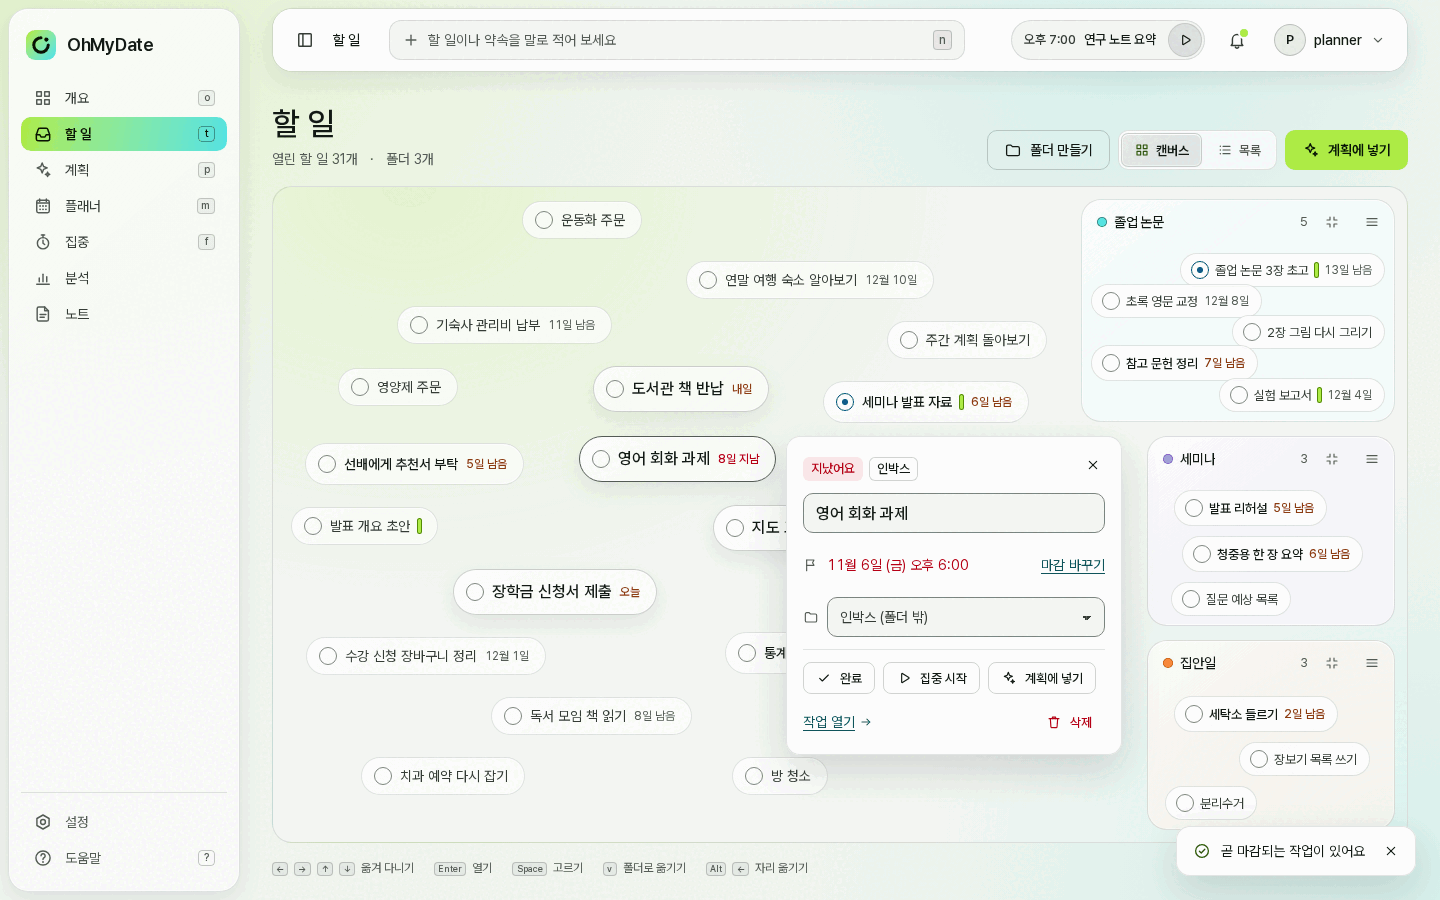 OhMyDate
개요 o
할 일 t
계획 p
플래너 m
집중 f
분석
노트
설정
도움말 ?
할 일
할 일이나 약속을 말로 적어 보세요 n
오후 7:00 연구 노트 요약
P planner
할 일
열린 할 일 31개 · 폴더 3개
폴더 만들기
캔버스
목록
계획에 넣기
운동화 주문
연말 여행 숙소 알아보기 12월 10일
기숙사 관리비 납부 11일 남음
주간 계획 돌아보기
영양제 주문
도서관 책 반납 내일
세미나 발표 자료 6일 남음
선배에게 추천서 부탁 5일 남음
영어 회화 과제 8일 지남
발표 개요 초안
지도
장학금 신청서 제출 오늘
수강 신청 장바구니 정리 12월 1일
통계
독서 모임 책 읽기 8일 남음
치과 예약 다시 잡기
방 청소
지났어요 인박스
영어 회화 과제
11월 6일 (금) 오후 6:00 마감 바꾸기
인박스 (폴더 밖)
완료
집중 시작
계획에 넣기
작업 열기 →
삭제
졸업 논문 5
졸업 논문 3장 초고 13일 남음
초록 영문 교정 12월 8일
2장 그림 다시 그리기
참고 문헌 정리 7일 남음
실험 보고서 12월 4일
세미나 3
발표 리허설 5일 남음
청중용 한 장 요약 6일 남음
질문 예상 목록
집안일 3
세탁소 들르기 2일 남음
장보기 목록 쓰기
분리수거
곧 마감되는 작업이 있어요
← → ↑ ↓ 옮겨 다니기 Enter 열기 Space 고르기 v 폴더로 옮기기 Alt ← 자리 옮기기